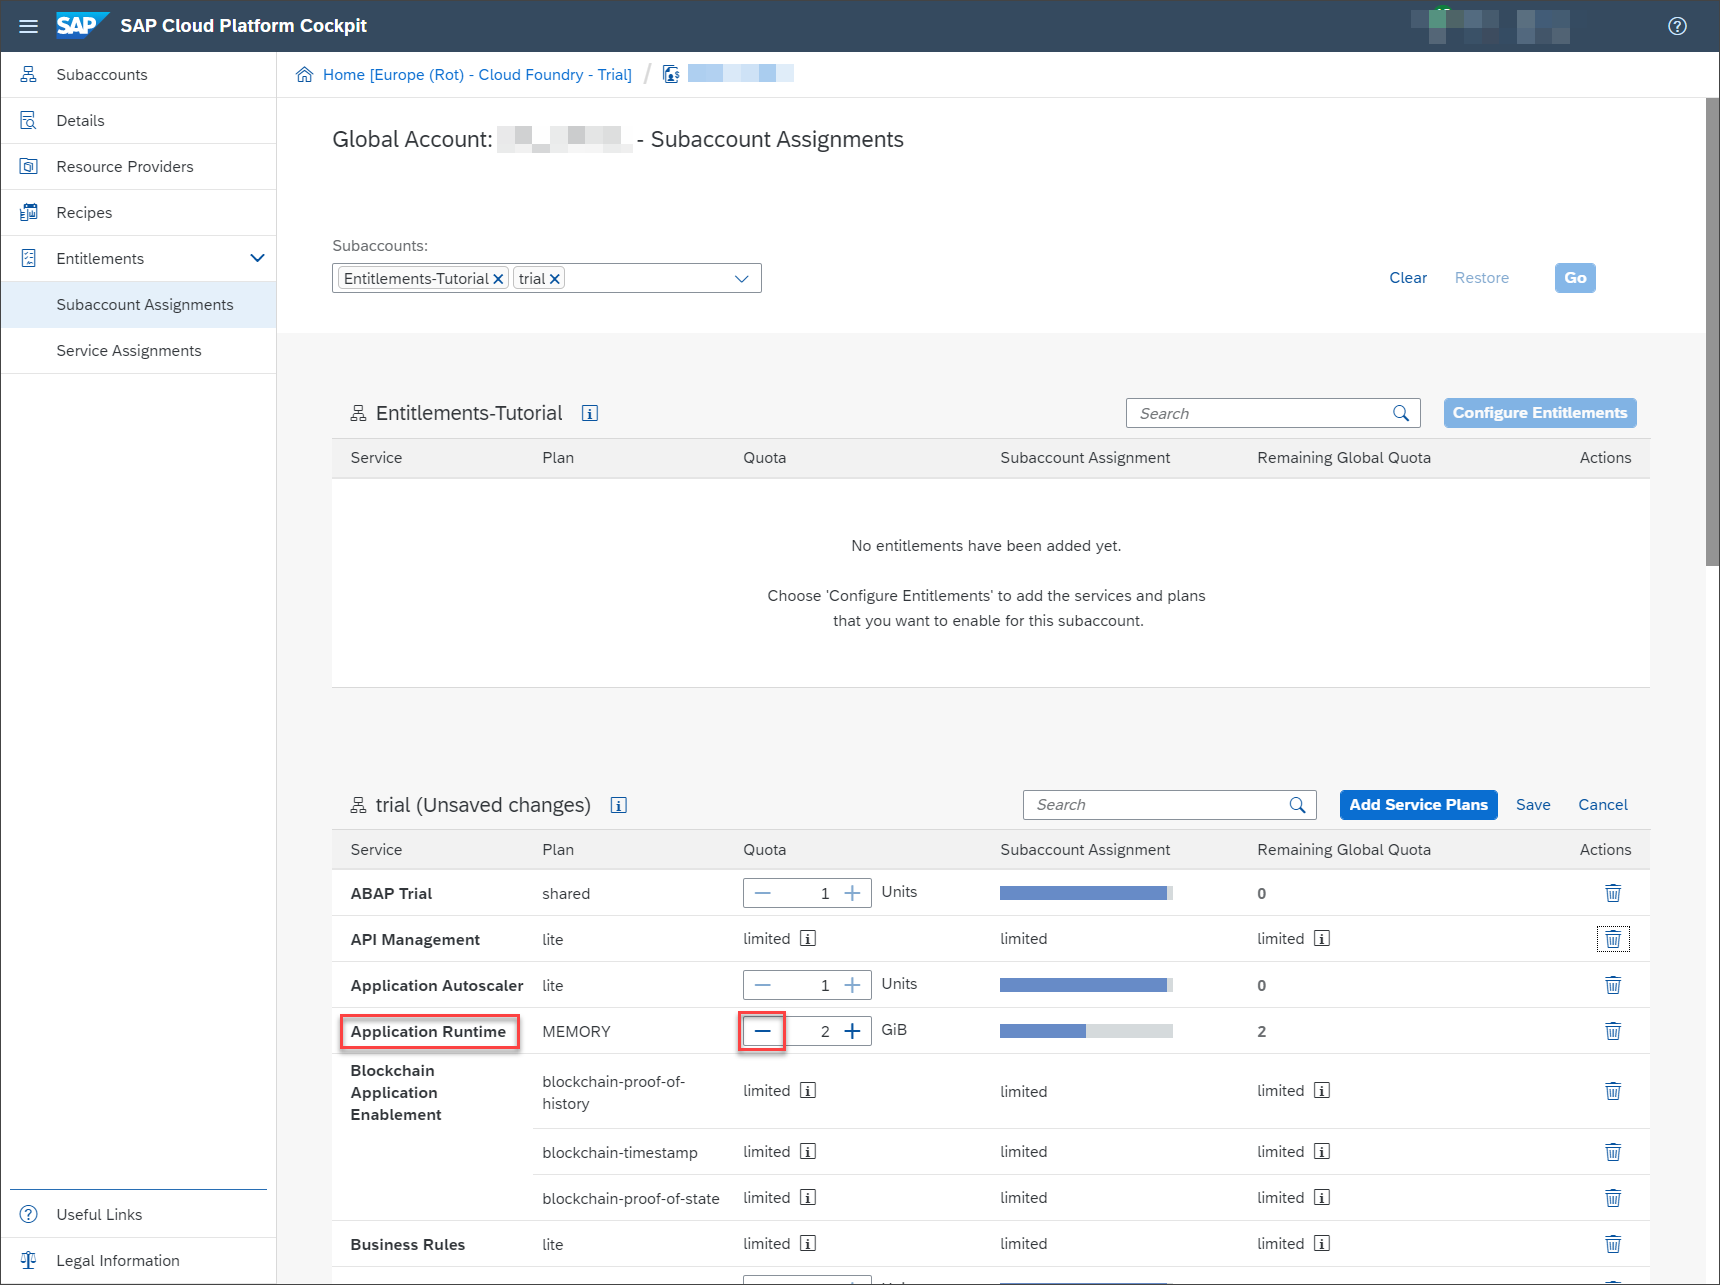 SAP SAP Cloud Platform Cockpit
Subaccounts
Details
Resource Providers
Recipes
Entitlements
Subaccount Assignments
Service Assignments
Useful Links
Legal Information
Home [Europe (Rot) - Cloud Foundry - Trial] /
Global Account: - Subaccount Assignments
Subaccounts:
Entitlements-Tutorial trial
Clear Restore Go
Entitlements-Tutorial Search Configure Entitlements
Service Plan Quota Subaccount Assignment Remaining Global Quota Actions
No entitlements have been added yet.
Choose 'Configure Entitlements' to add the services and plans
that you want to enable for this subaccount.
trial (Unsaved changes) Search Add Service Plans Save Cancel
Service Plan Quota Subaccount Assignment Remaining Global Quota Actions
ABAP Trial shared 1 Units 0
API Management lite limited limited limited
Application Autoscaler lite 1 Units 0
Application Runtime MEMORY 2 GiB 2
Blockchain
Application
Enablement
blockchain-proof-of-
history
limited limited limited
blockchain-timestamp limited limited limited
blockchain-proof-of-state limited limited limited
Business Rules lite limited limited limited